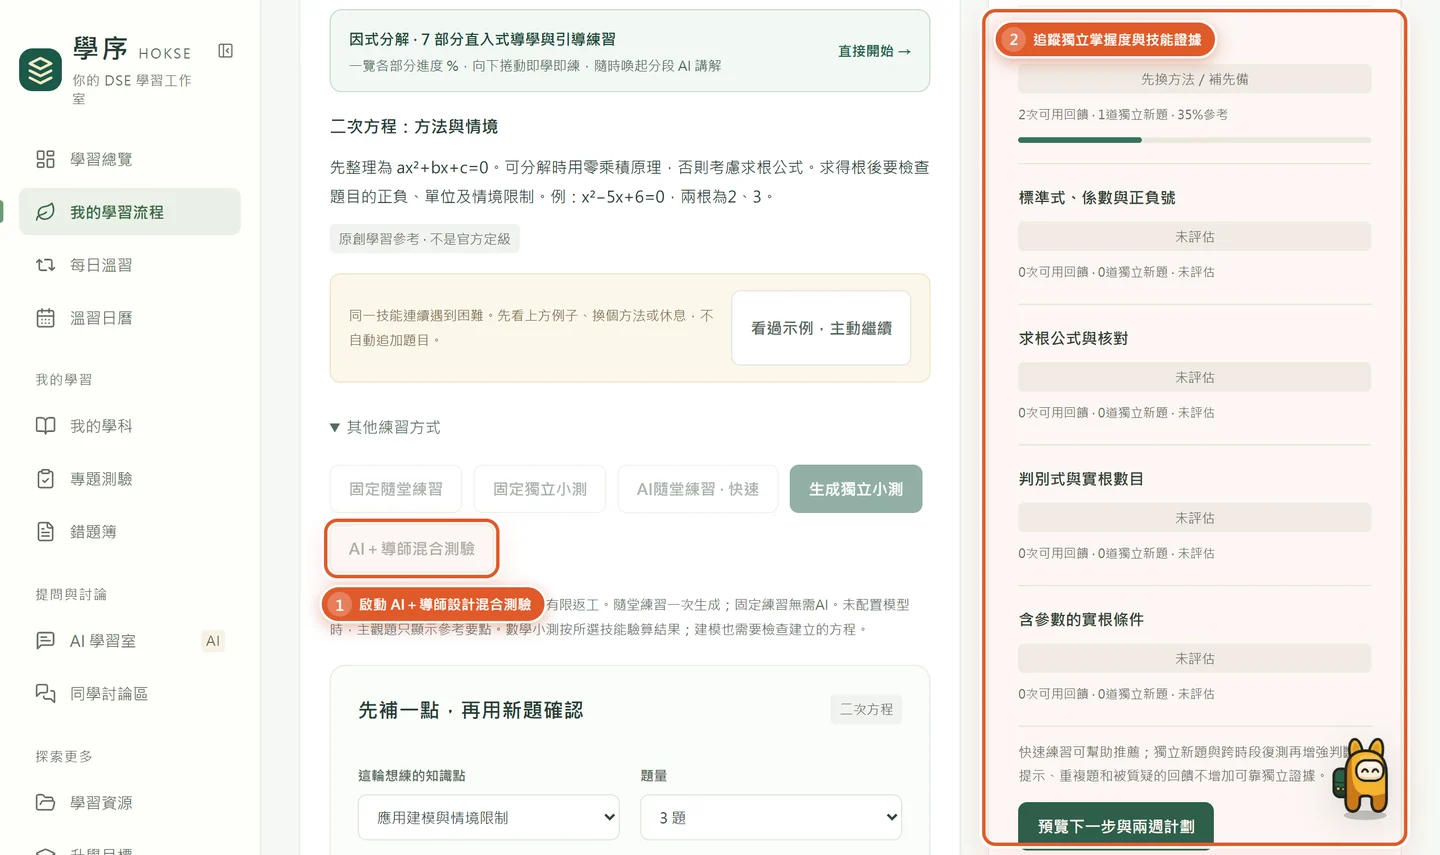 學序 HOKSE
你的 DSE 學習工作
室
學習總覽
我的學習流程
每日溫習
溫習日曆
我的學習
我的學科
專題測驗
錯題簿
提問與討論
AI 學習室 AI
同學討論區
探索更多
學習資源
升學目標
因式分解 · 7 部分直入式導學與引導練習
一覽各部分進度 % · 向下捲動即學即練 · 隨時喚起分段 AI 講解
直接開始 →
二次方程：方法與情境
先整理為 ax²+bx+c=0。可分解時用零乘積原理，否則考慮求根公式。求得根後要檢查
題目的正負、單位及情境限制。例：x²−5x+6=0，兩根為2、3。
原創學習參考 · 不是官方定級
同一技能連續遇到困難。先看上方例子、換個方法或休息，不
自動追加題目。
看過示例，主動繼續
▼ 其他練習方式
固定隨堂練習
固定獨立小測
AI隨堂練習 · 快速
生成獨立小測
AI + 導師混合測驗
1 啟動 AI + 導師設計混合測驗
有限返工。隨堂練習一次生成；固定練習無需AI。未配置模型
時，主觀題只顯示參考要點。數學小測按所選技能驗算結果；建模也需要檢查建立的方程。
先補一點，再用新題確認
二次方程
這輪想練的知識點
題量
應用建模與情境限制
3 題
2 追蹤獨立掌握度與技能證據
先換方法 / 補先備
2次可用回饋 · 1道獨立新題 · 35%參考
標準式、係數與正負號
未評估
0次可用回饋 · 0道獨立新題 · 未評估
求根公式與核對
未評估
0次可用回饋 · 0道獨立新題 · 未評估
判別式與實根數目
未評估
0次可用回饋 · 0道獨立新題 · 未評估
含參數的實根條件
未評估
0次可用回饋 · 0道獨立新題 · 未評估
快速練習可幫助推薦；獨立新題與跨時段復測再增強判
提示、重複題和被質疑的回饋不增加可靠獨立證據。
預覽下一步與兩週計劃